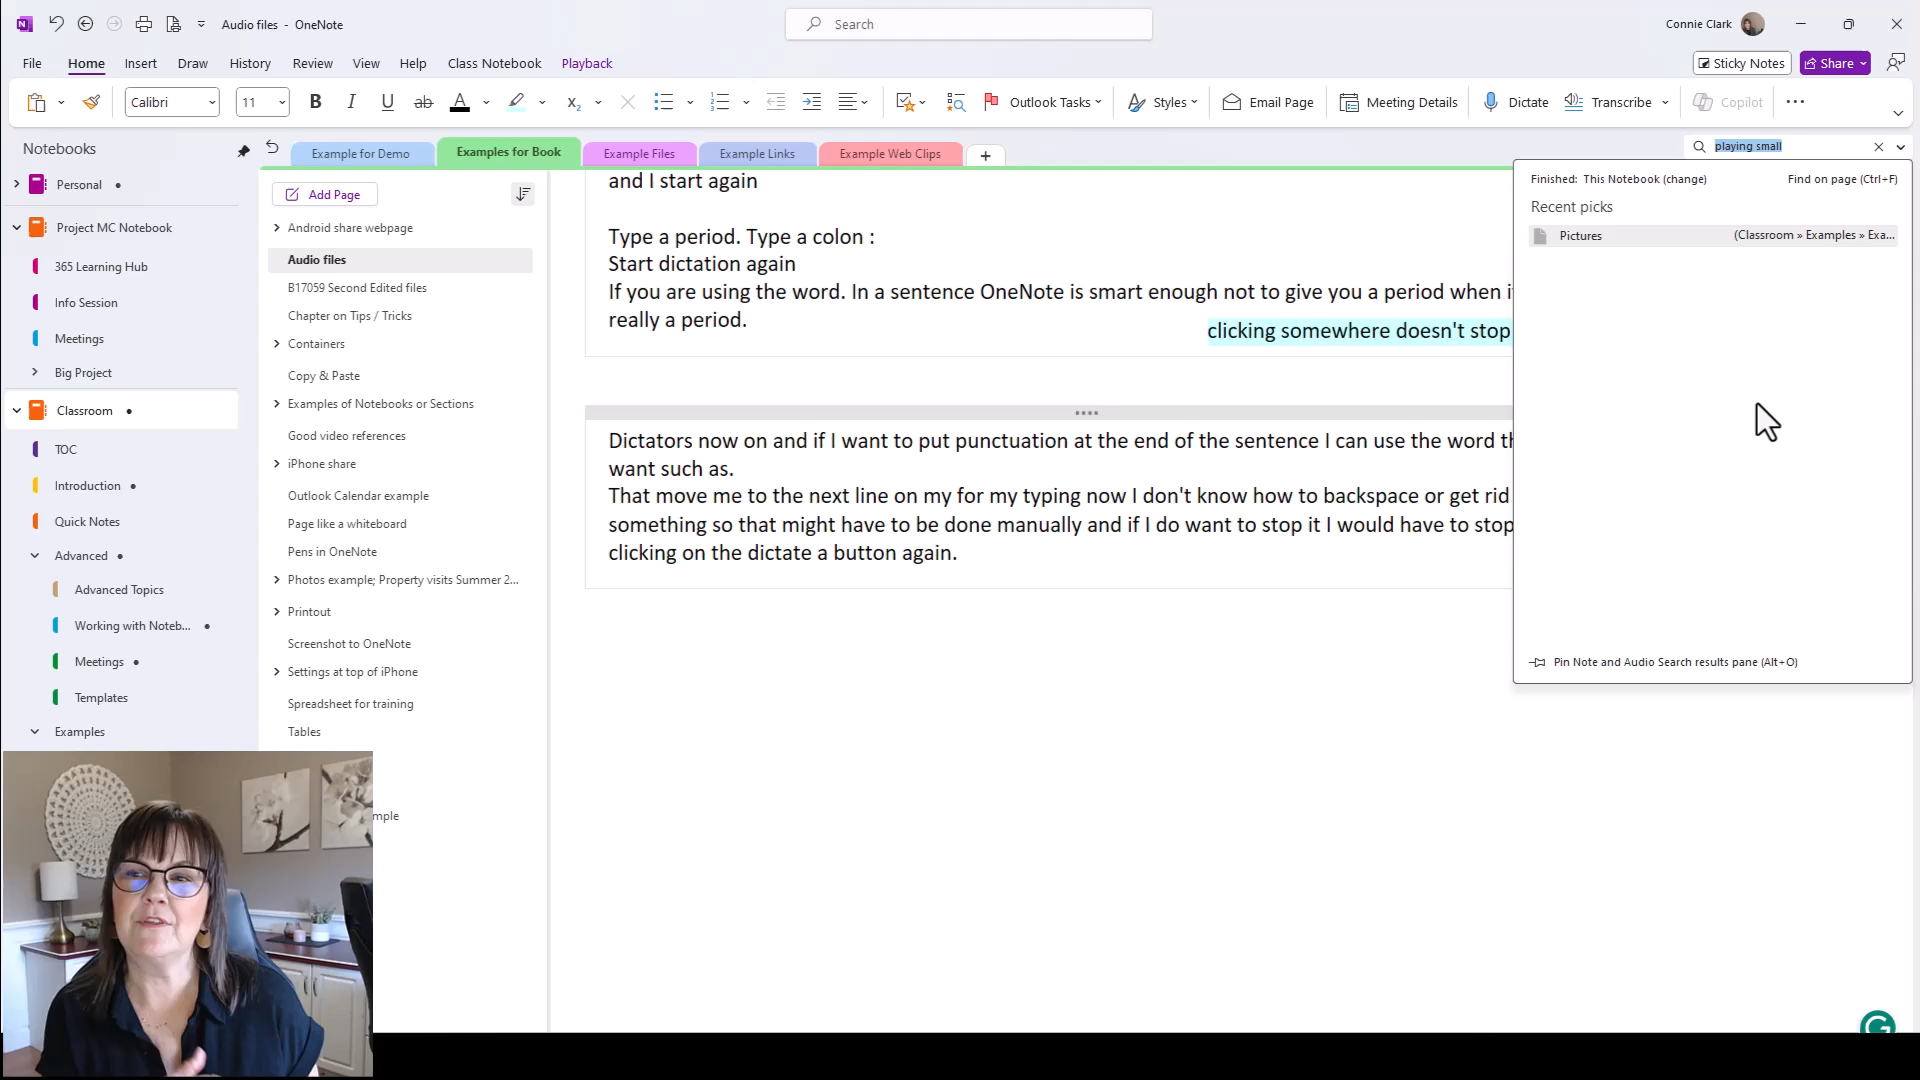 Audio files - OneNote
Search
Connie Clark
File Home Insert Draw History Review View Help Class Notebook Playback
Sticky Notes Share
Calibri 11 B I U ab A Outlook Tasks Styles Email Page Meeting Details Dictate Transcribe Copilot
Notebooks
Personal
Project MC Notebook
365 Learning Hub
Info Session
Meetings
Big Project
Classroom
TOC
Introduction
Quick Notes
Advanced
Advanced Topics
Working with Noteb...
Meetings
Templates
Examples
Example for Demo
Examples for Book
Example Files
Example Links
Example Web Clips
+
Add Page
Android share webpage
Audio files
B17059 Second Edited files
Chapter on Tips / Tricks
Containers
Copy & Paste
Examples of Notebooks or Sections
Good video references
iPhone share
Outlook Calendar example
Page like a whiteboard
Pens in OneNote
Photos example; Property visits Summer 2...
Printout
Screenshot to OneNote
Settings at top of iPhone
Spreadsheet for training
Tables
mple
and I start again
Type a period. Type a colon :
Start dictation again
If you are using the word. In a sentence OneNote is smart enough not to give you a period when i
really a period.
clicking somewhere doesn't stop
Dictators now on and if I want to put punctuation at the end of the sentence I can use the word th
want such as.
That move me to the next line on my for my typing now I don't know how to backspace or get rid
something so that might have to be done manually and if I do want to stop it I would have to stop
clicking on the dictate a button again.
playing small
Finished: This Notebook (change) Find on page (Ctrl+F)
Recent picks
Pictures (Classroom » Examples » Exa...
Pin Note and Audio Search results pane (Alt+O)